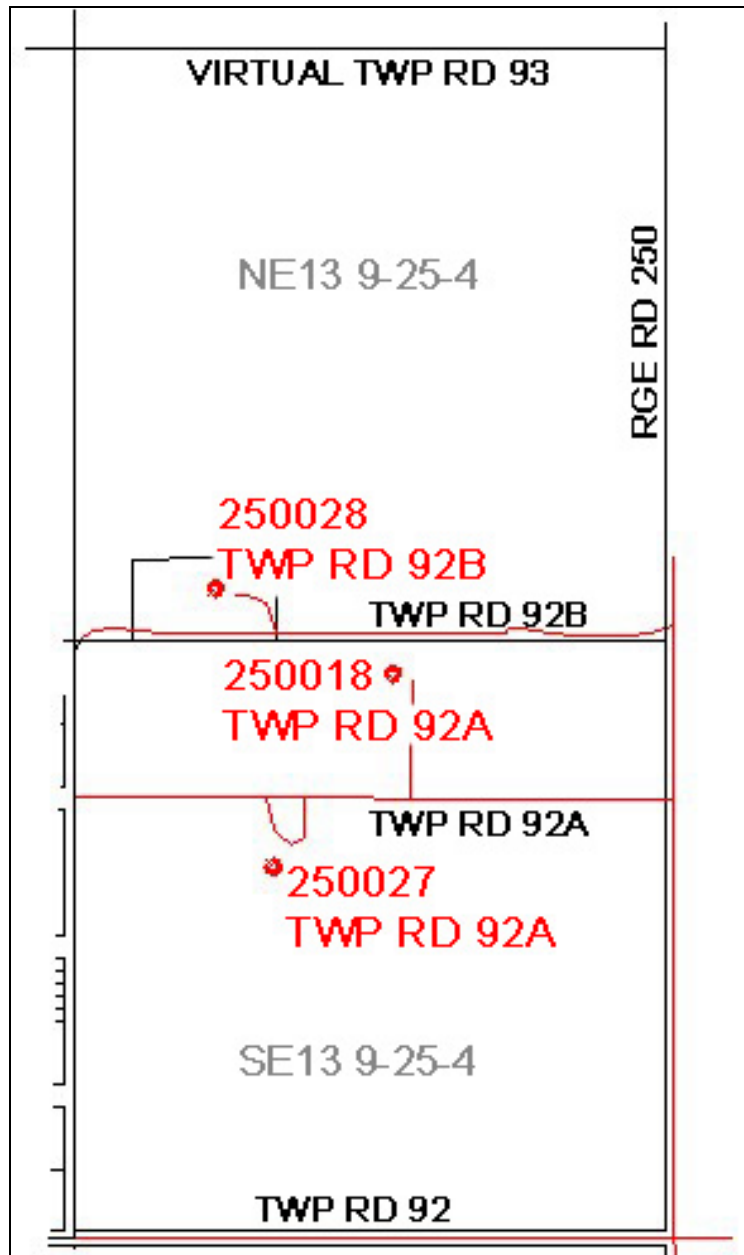 VIRTUAL TWP RD 93
NE13 9-25-4
RGE RD 250
250028
TWP RD 92B
TWP RD 92B
250018
TWP RD 92A
TWP RD 92A
250027
TWP RD 92A
SE13 9-25-4
TWP RD 92